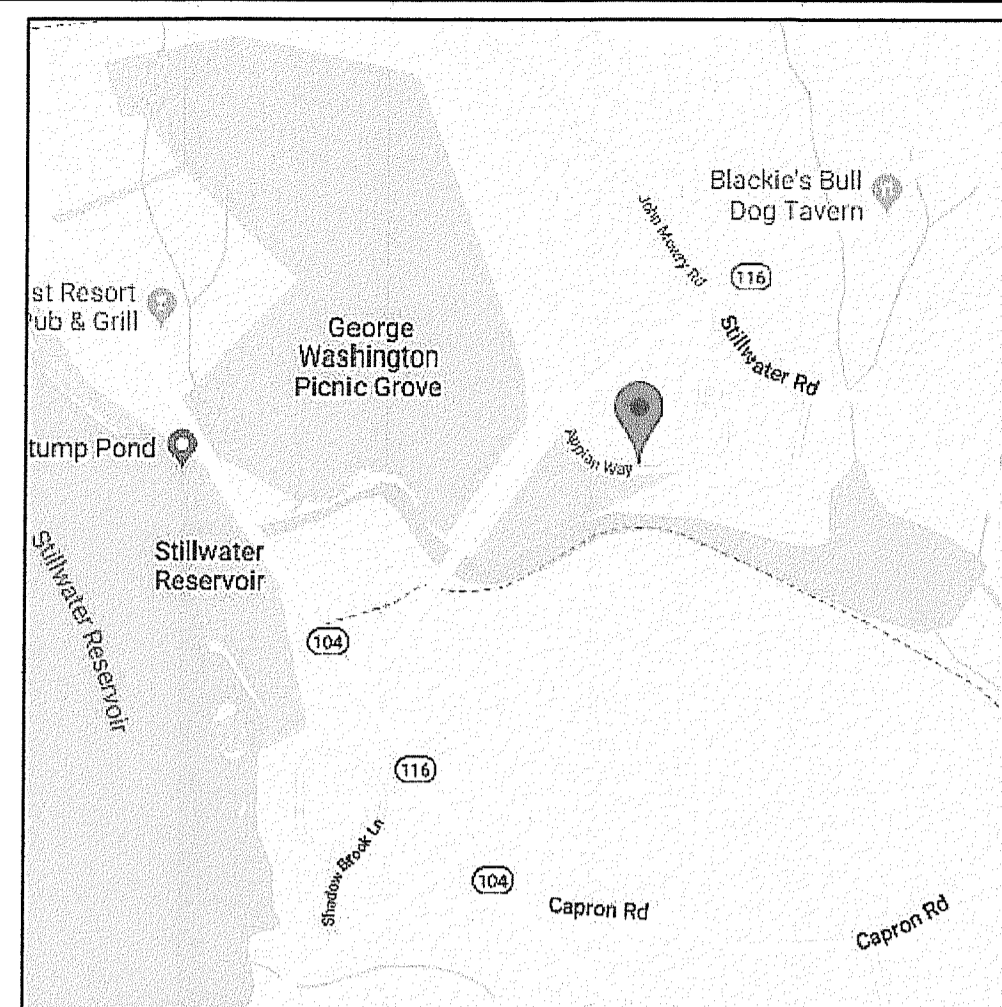 Blackie's Bull
Dog Tavern
John Mowry Rd
116
st Resort
Pub & Grill
George
Washington
Picnic Grove
Stillwater Rd
Appian Way
tump Pond
Stillwater
Reservoir
Stillwater Reservoir
104
116
Shadow Brook Ln
104
Capron Rd
Capron Rd